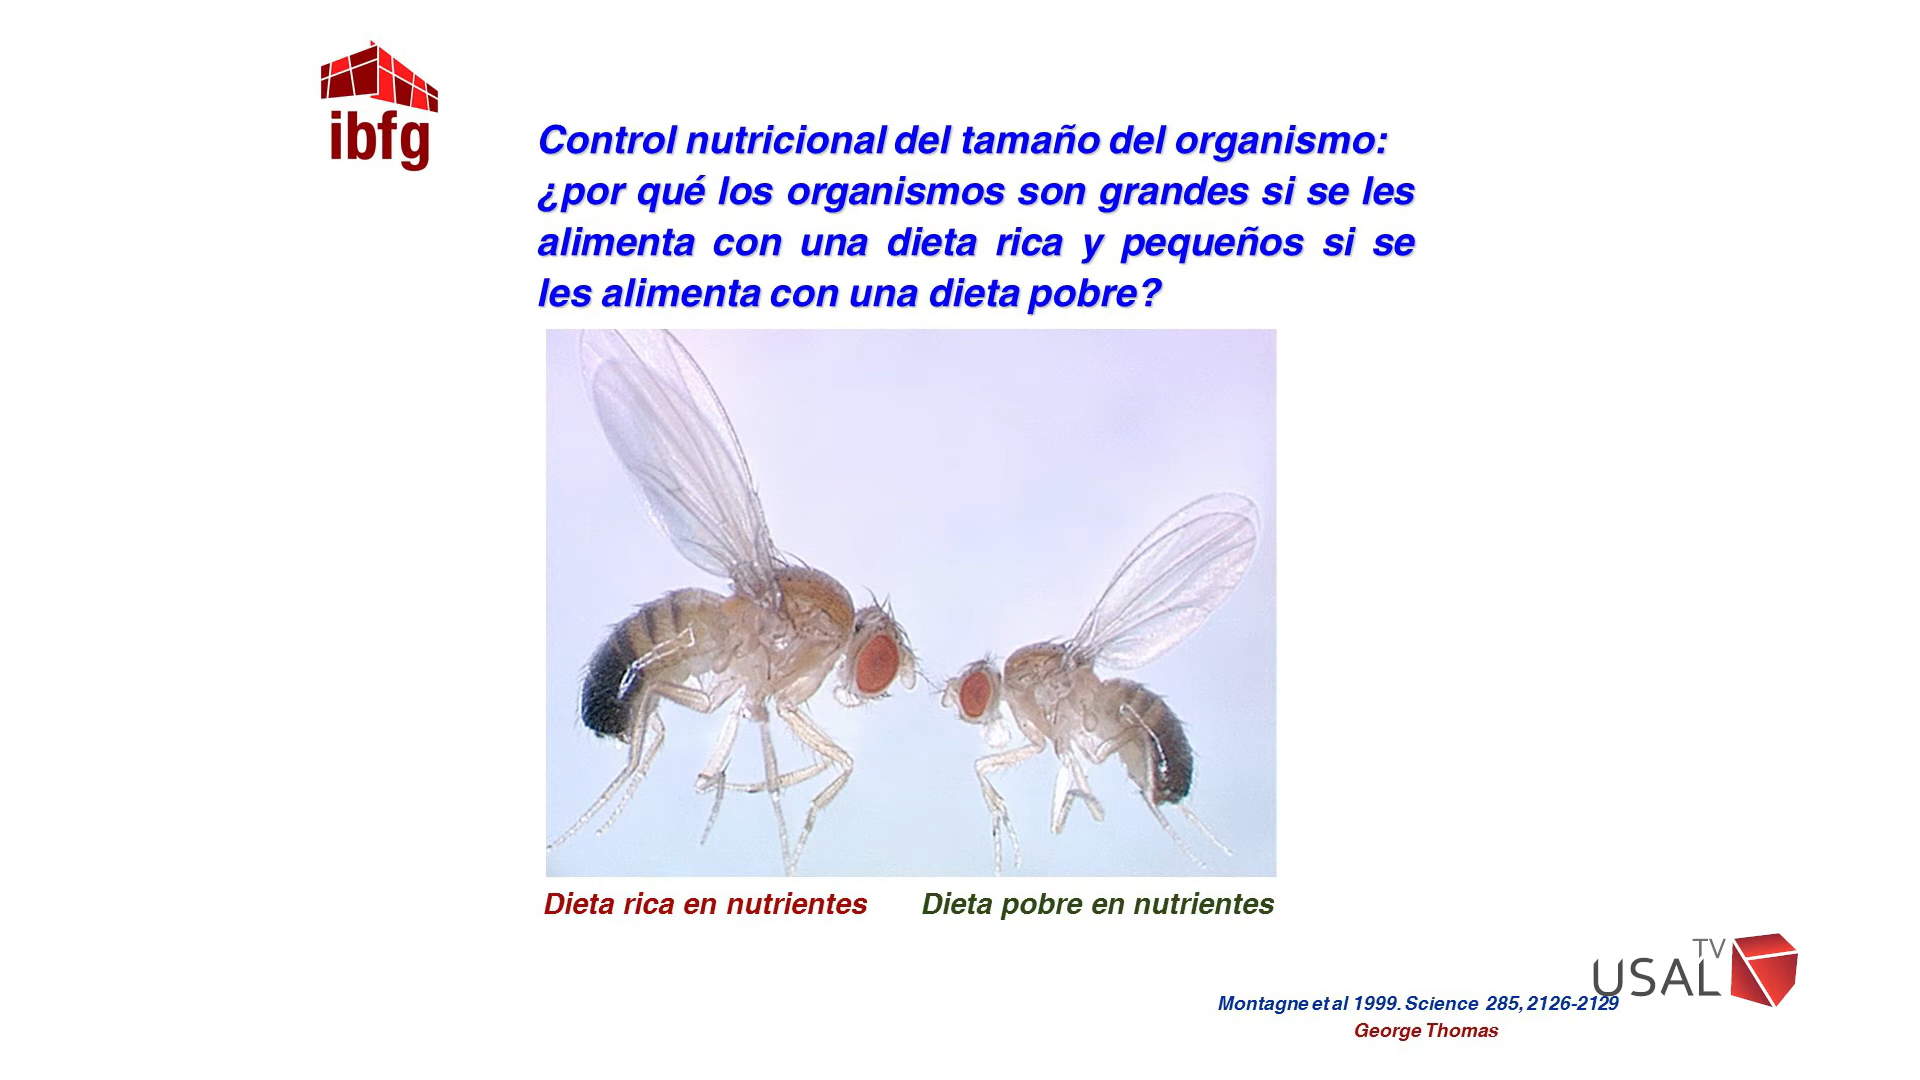 ibfg
Control nutricional del tamaño del organismo:
¿por qué los organismos son grandes si se les
alimenta con una dieta rica y pequeños si se
les alimenta con una dieta pobre?
Dieta rica en nutrientes
Dieta pobre en nutrientes
TV
USAL
Montagne et al 1999. Science 285, 2126-2129
George Thomas